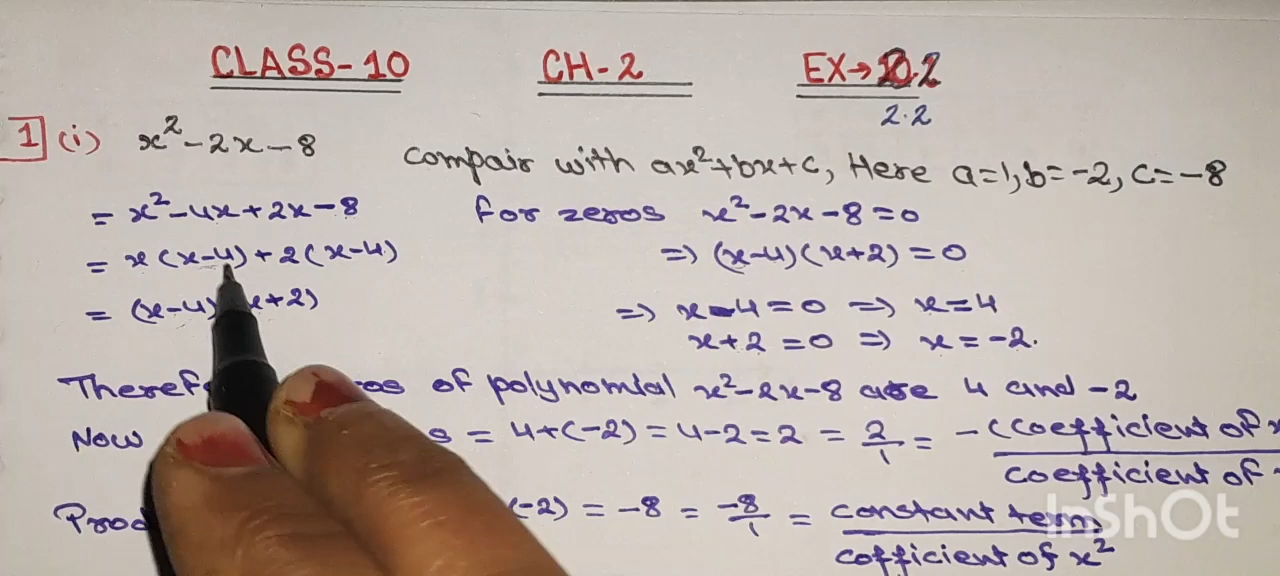 CLASS-10 CH-2 EX→2.2
2.2
1 (i) x²-2x-8 compair with ax²+bx+c, Here a=1, b=-2, c=-8
= x²-4x+2x-8 for zeros x²-2x-8=0
= x(x-4)+2(x-4) ⇒ (x-4)(x+2)=0
= (x-4) x+2) ⇒ x-4=0 ⇒ x=4
x+2=0 ⇒ x=-2.
of polynomial x²-2x-8 are 4 and -2
Now = 4+(-2)=4-2=2 = 2/1 = -(coefficient of x / coefficient of
(-2) = -8 = -8/1 = constant term / cofficient of x²
InShOt